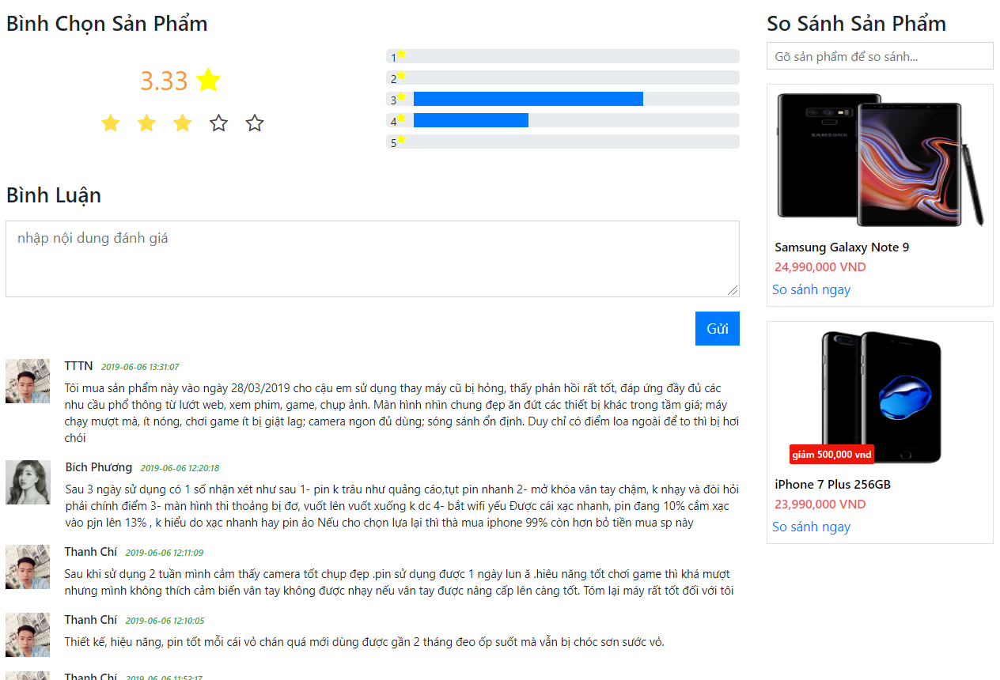 Bình Chọn Sản Phẩm
3.33
1
2
3
4
5
Bình Luận
nhập nội dung đánh giá
Gửi
TTTN 2019-06-06 13:31:07
Tôi mua sản phẩm này vào ngày 28/03/2019 cho cậu em sử dụng thay máy cũ bị hỏng, thấy phản hồi rất tốt, đáp ứng đầy đủ các
nhu cầu phổ thông từ lướt web, xem phim, game, chụp ảnh. Màn hình nhìn chung đẹp ăn đứt các thiết bị khác trong tầm giá; máy
chạy mượt mà, ít nóng, chơi game ít bị giật lag; camera ngon đủ dùng; sóng sánh ổn định. Duy chỉ có điểm loa ngoài để to thì bị hơi
chói
Bích Phương 2019-06-06 12:20:18
Sau 3 ngày sử dụng có 1 số nhận xét như sau 1- pin k trâu như quảng cáo,tụt pin nhanh 2- mở khóa vân tay chậm, k nhạy và đòi hỏi
phải chính điểm 3- màn hình thi thoảng bị đơ, vuốt lên vuốt xuống k dc 4- bắt wifi yếu Được cái xạc nhanh, pin đang 10% cắm xạc
vào pjn lên 13% , k hiểu do xạc nhanh hay pin ảo Nếu cho chọn lựa lại thì thà mua iphone 99% còn hơn bỏ tiền mua sp này
Thanh Chí 2019-06-06 12:11:09
Sau khi sử dụng 2 tuần mình cảm thấy camera tốt chụp đẹp .pin sử dụng được 1 ngày lun ă .hiêu năng tốt chơi game thì khá mượt
nhưng mình không thích cảm biến vân tay không được nhạy nếu vân tay được nâng cấp lên càng tốt. Tóm lại máy rất tốt đối với tôi
Thanh Chí 2019-06-06 12:10:05
Thiết kế, hiệu năng, pin tốt mỗi cái vỏ chán quá mới dùng được gần 2 tháng đeo ốp suốt mà vẫn bị chóc sơn sước vỏ.
Thanh Chí 2019-06-06 11:52:17
So Sánh Sản Phẩm
Gõ sản phẩm để so sánh...
SAMSUNG
Samsung Galaxy Note 9
24,990,000 VND
So sánh ngay
giảm 500,000 vnd
iPhone 7 Plus 256GB
23,990,000 VND
So sánh ngay